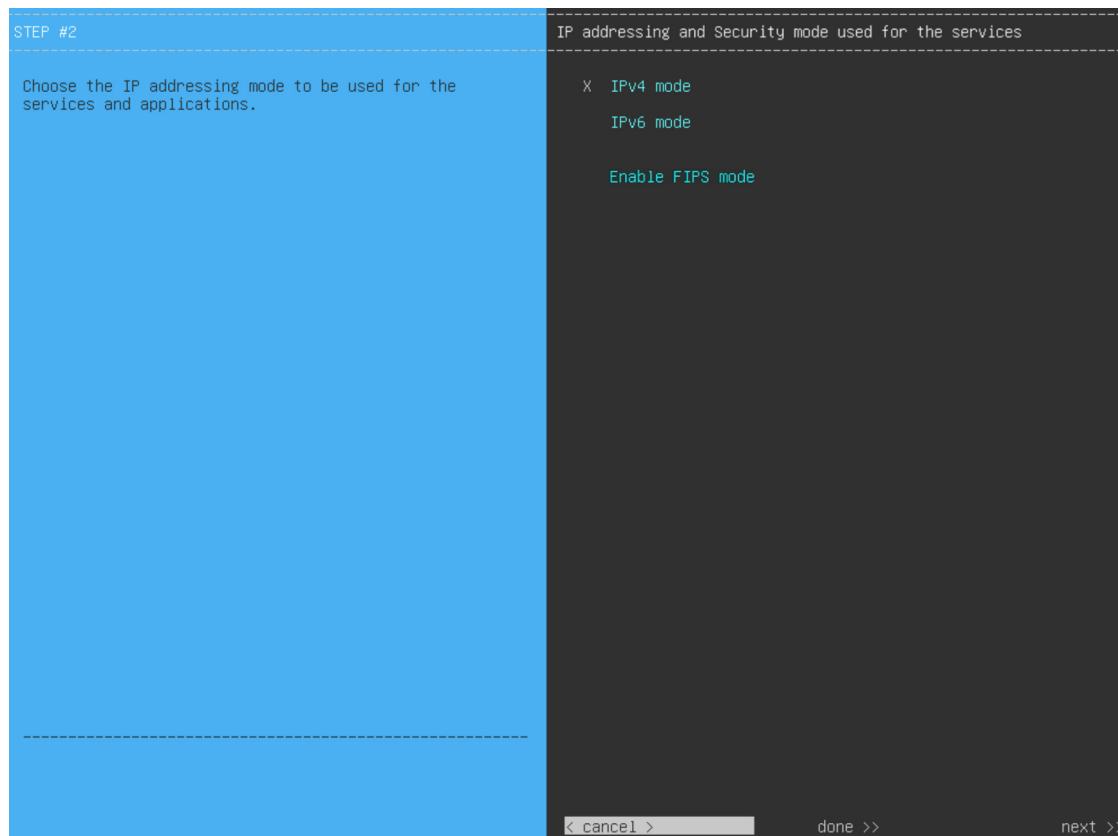 STEP #2
Choose the IP addressing mode to be used for the
services and applications.
IP addressing and Security mode used for the services
X IPv4 mode
IPv6 mode
Enable FIPS mode
< cancel >
done >>
next >